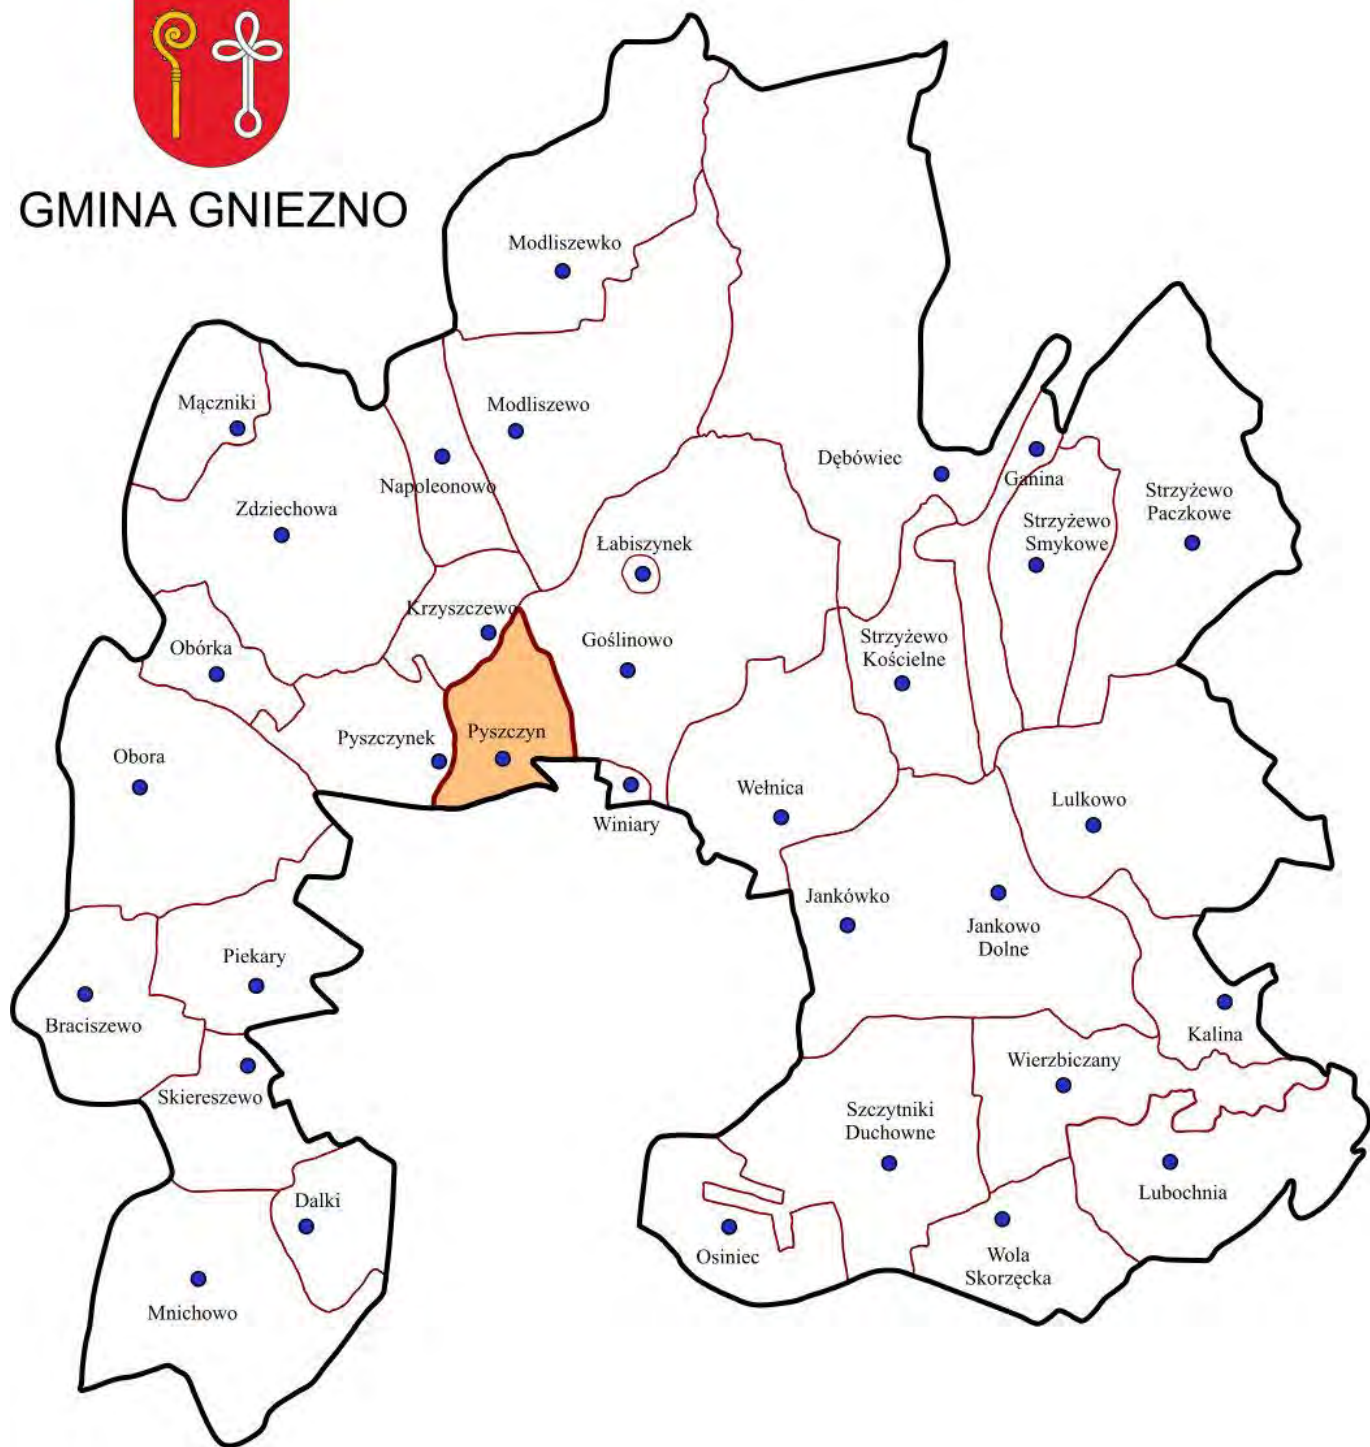 GMINA GNIEZNO
Modliszewko
Mączniki
Modliszewo
Napoleonowo
Dębówiec
Ganina
Strzyżewo
Paczkowe
Zdziechowa
Strzyżewo
Smykowe
Łabiszynek
Krzyszczewo
Goślinowo
Strzyżewo
Kościelne
Obórka
Pyszczynek
Pyszczyn
Obora
Winiary
Wełnica
Lulkowo
Jankówko
Jankowo
Dolne
Piekary
Braciszewo
Kalina
Skiereszewo
Wierzbiczany
Szczytniki
Duchowne
Lubochnia
Dalki
Osiniec
Wola
Skorzęcka
Mnichowo